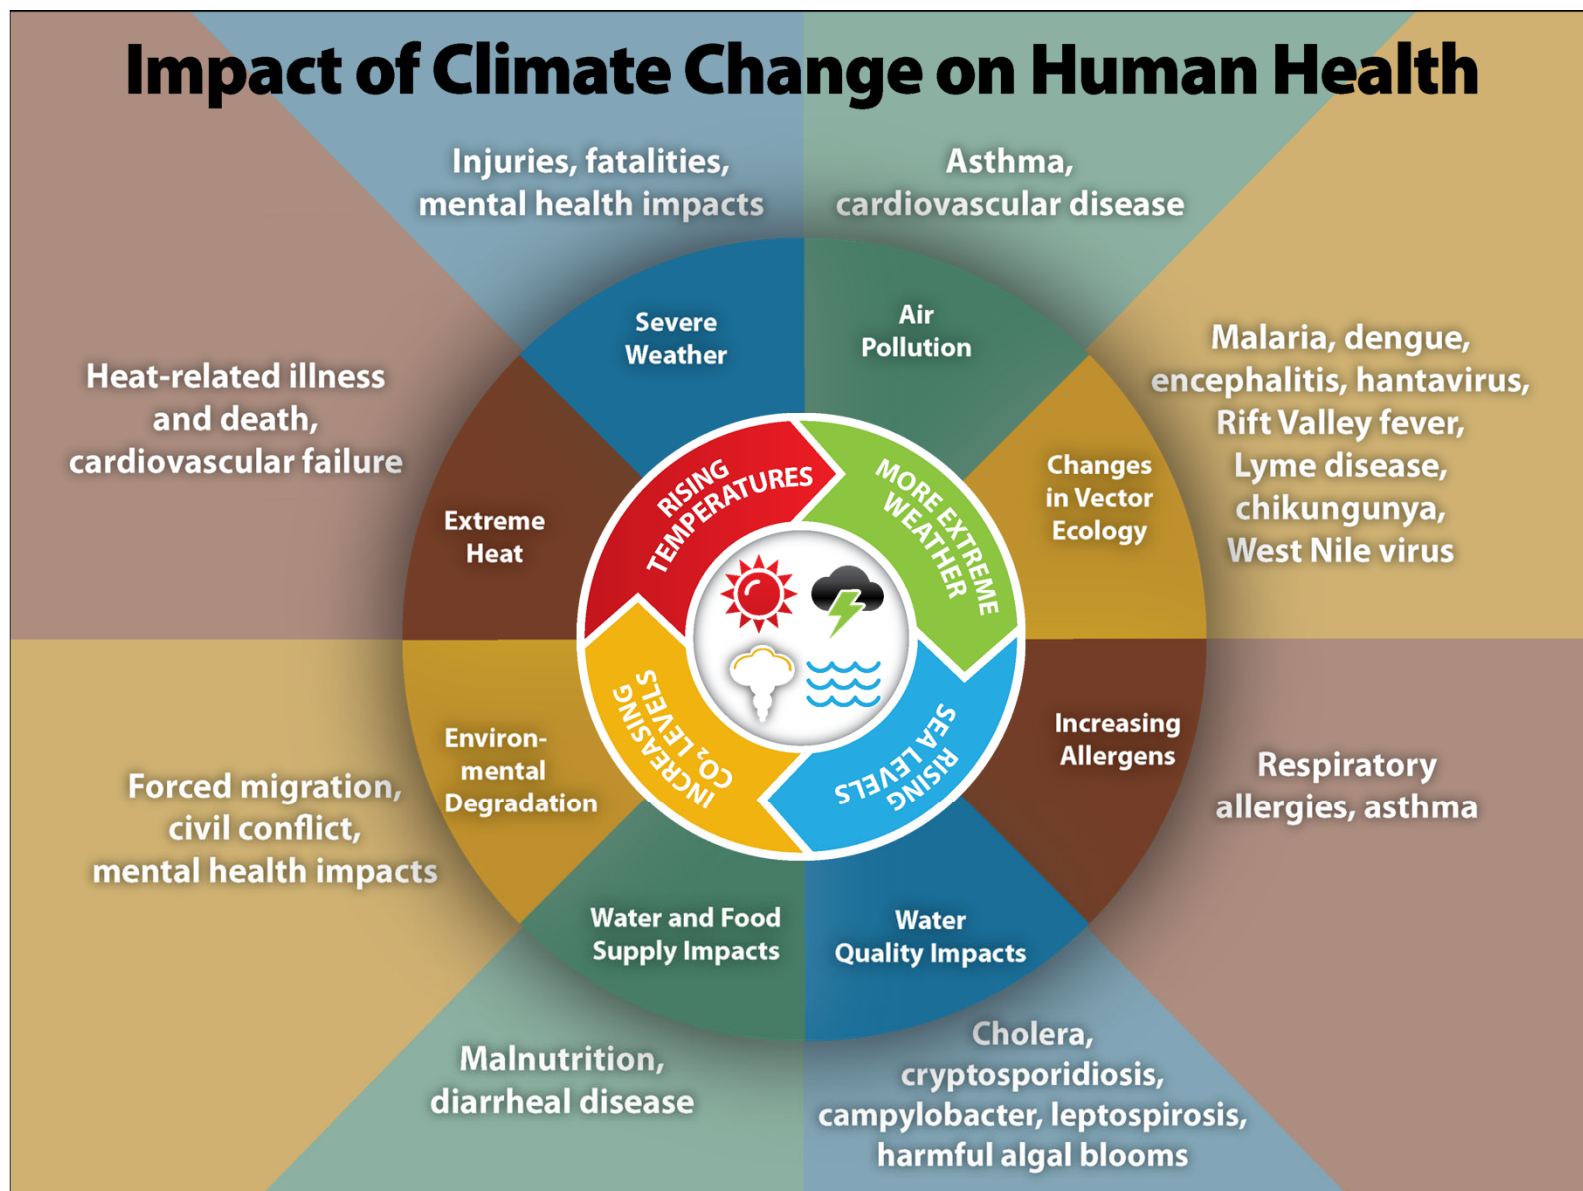 Impact of Climate Change on Human Health
Injuries, fatalities,
mental health impacts
Asthma,
cardiovascular disease
Severe
Weather
Air
Pollution
Heat-related illness
and death,
cardiovascular failure
Extreme
Heat
Malaria, dengue,
encephalitis, hantavirus,
Rift Valley fever,
Lyme disease,
chikungunya,
West Nile virus
Changes
in Vector
Ecology
RISING
TEMPERATURES
MORE EXTREME
WEATHER
RISING
SEA LEVELS
INCREASING
CO₂ LEVELS
Environ-
mental
Degradation
Forced migration,
civil conflict,
mental health impacts
Increasing
Allergens
Respiratory
allergies, asthma
Water and Food
Supply Impacts
Water
Quality Impacts
Malnutrition,
diarrheal disease
Cholera,
cryptosporidiosis,
campylobacter, leptospirosis,
harmful algal blooms